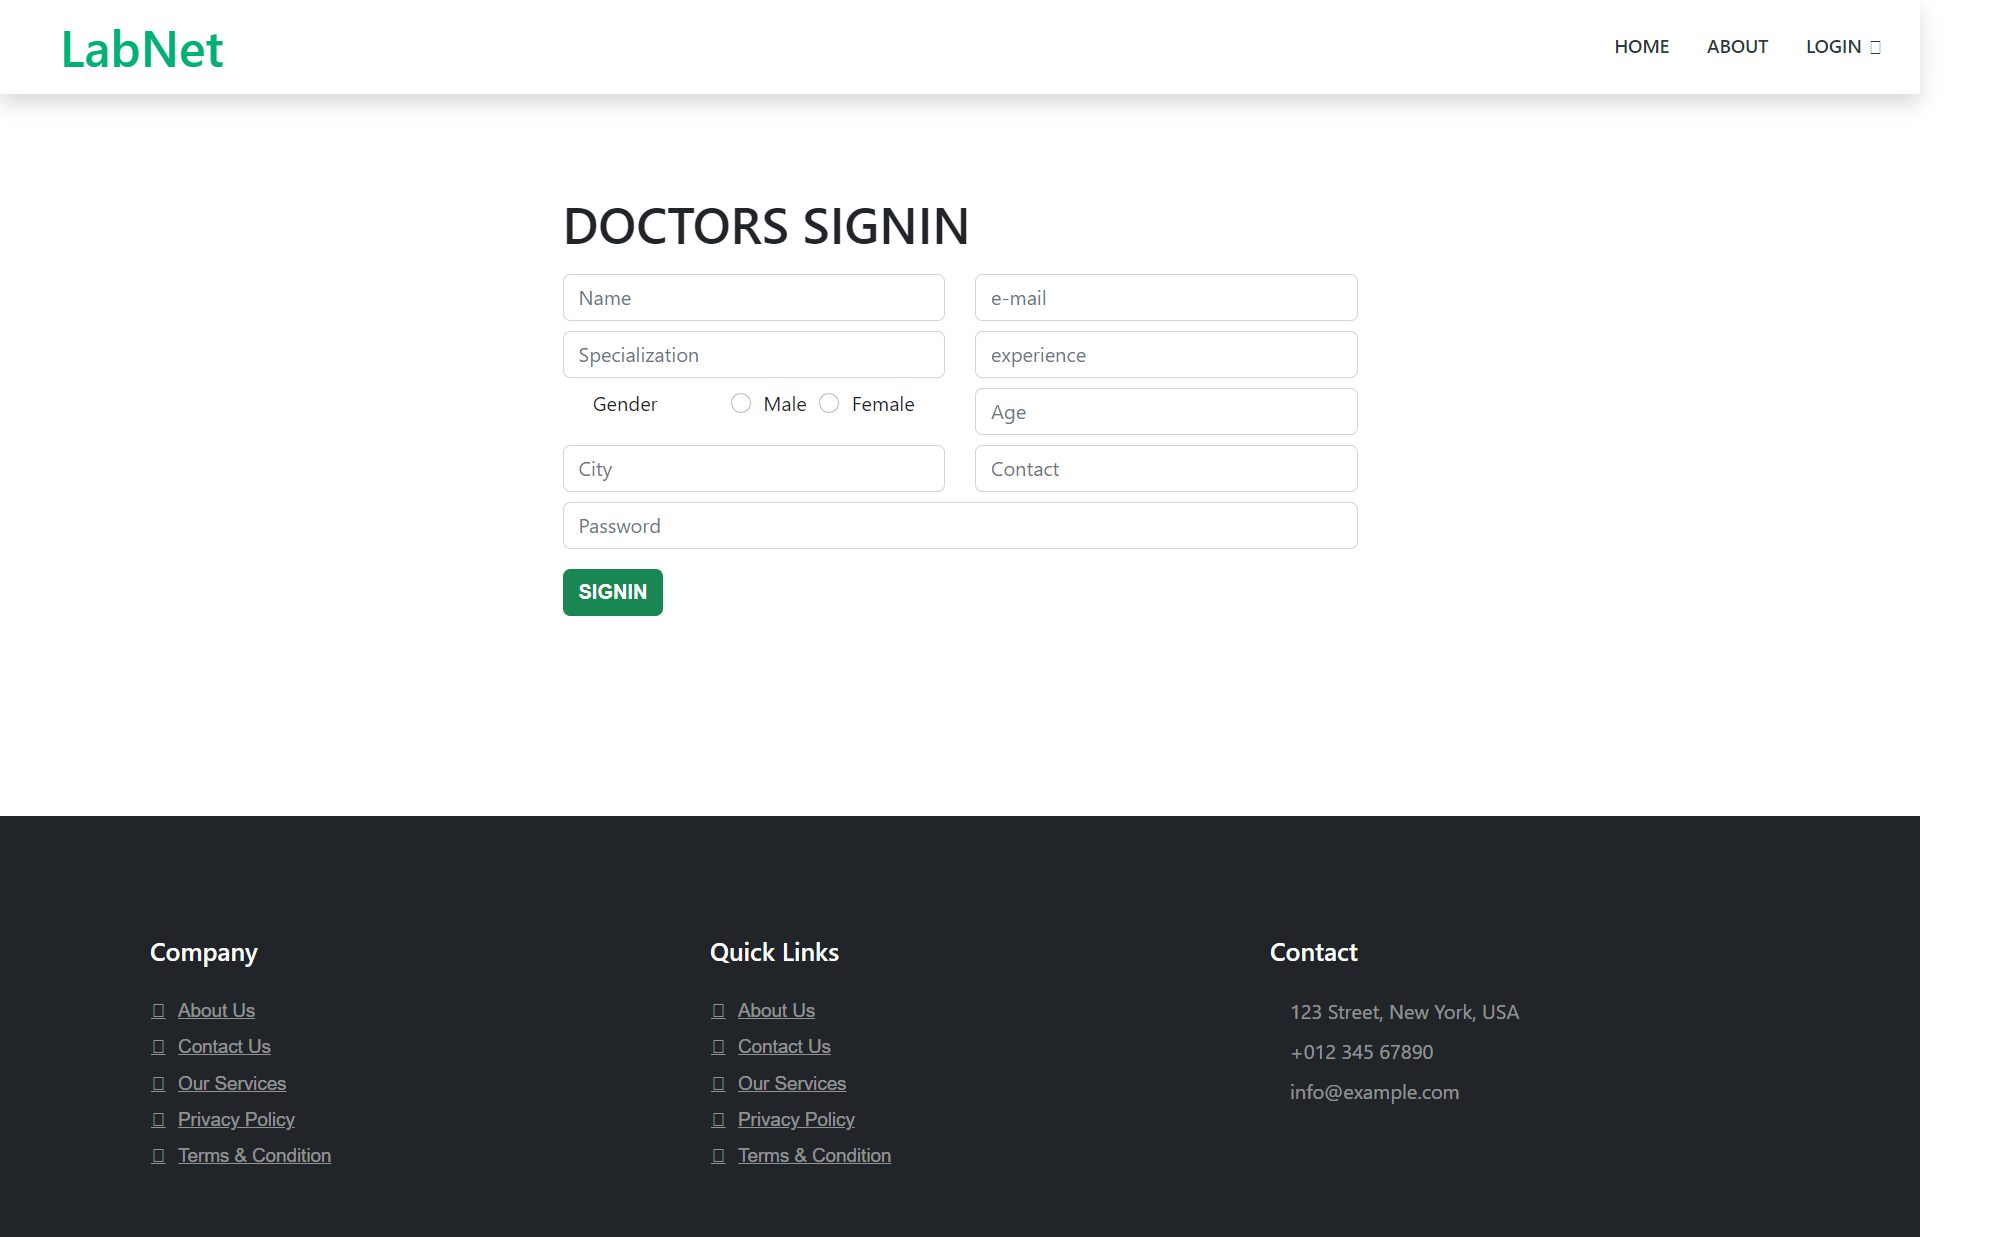 LabNet
HOME ABOUT LOGIN
DOCTORS SIGNIN
Name e-mail
Specialization experience
Gender Male Female Age
City Contact
Password
SIGNIN
Company
About Us
Contact Us
Our Services
Privacy Policy
Terms & Condition
Quick Links
About Us
Contact Us
Our Services
Privacy Policy
Terms & Condition
Contact
123 Street, New York, USA
+012 345 67890
info@example.com